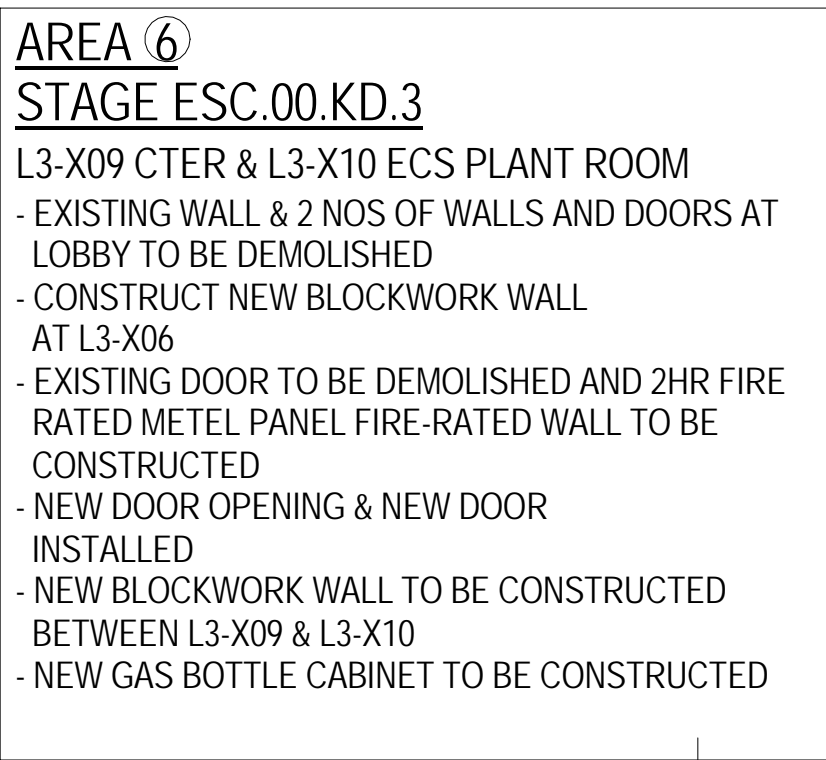 AREA 6
STAGE ESC.00.KD.3
L3-X09 CTER & L3-X10 ECS PLANT ROOM
- EXISTING WALL & 2 NOS OF WALLS AND DOORS AT
LOBBY TO BE DEMOLISHED
- CONSTRUCT NEW BLOCKWORK WALL
AT L3-X06
- EXISTING DOOR TO BE DEMOLISHED AND 2HR FIRE
RATED METEL PANEL FIRE-RATED WALL TO BE
CONSTRUCTED
- NEW DOOR OPENING & NEW DOOR
INSTALLED
- NEW BLOCKWORK WALL TO BE CONSTRUCTED
BETWEEN L3-X09 & L3-X10
- NEW GAS BOTTLE CABINET TO BE CONSTRUCTED